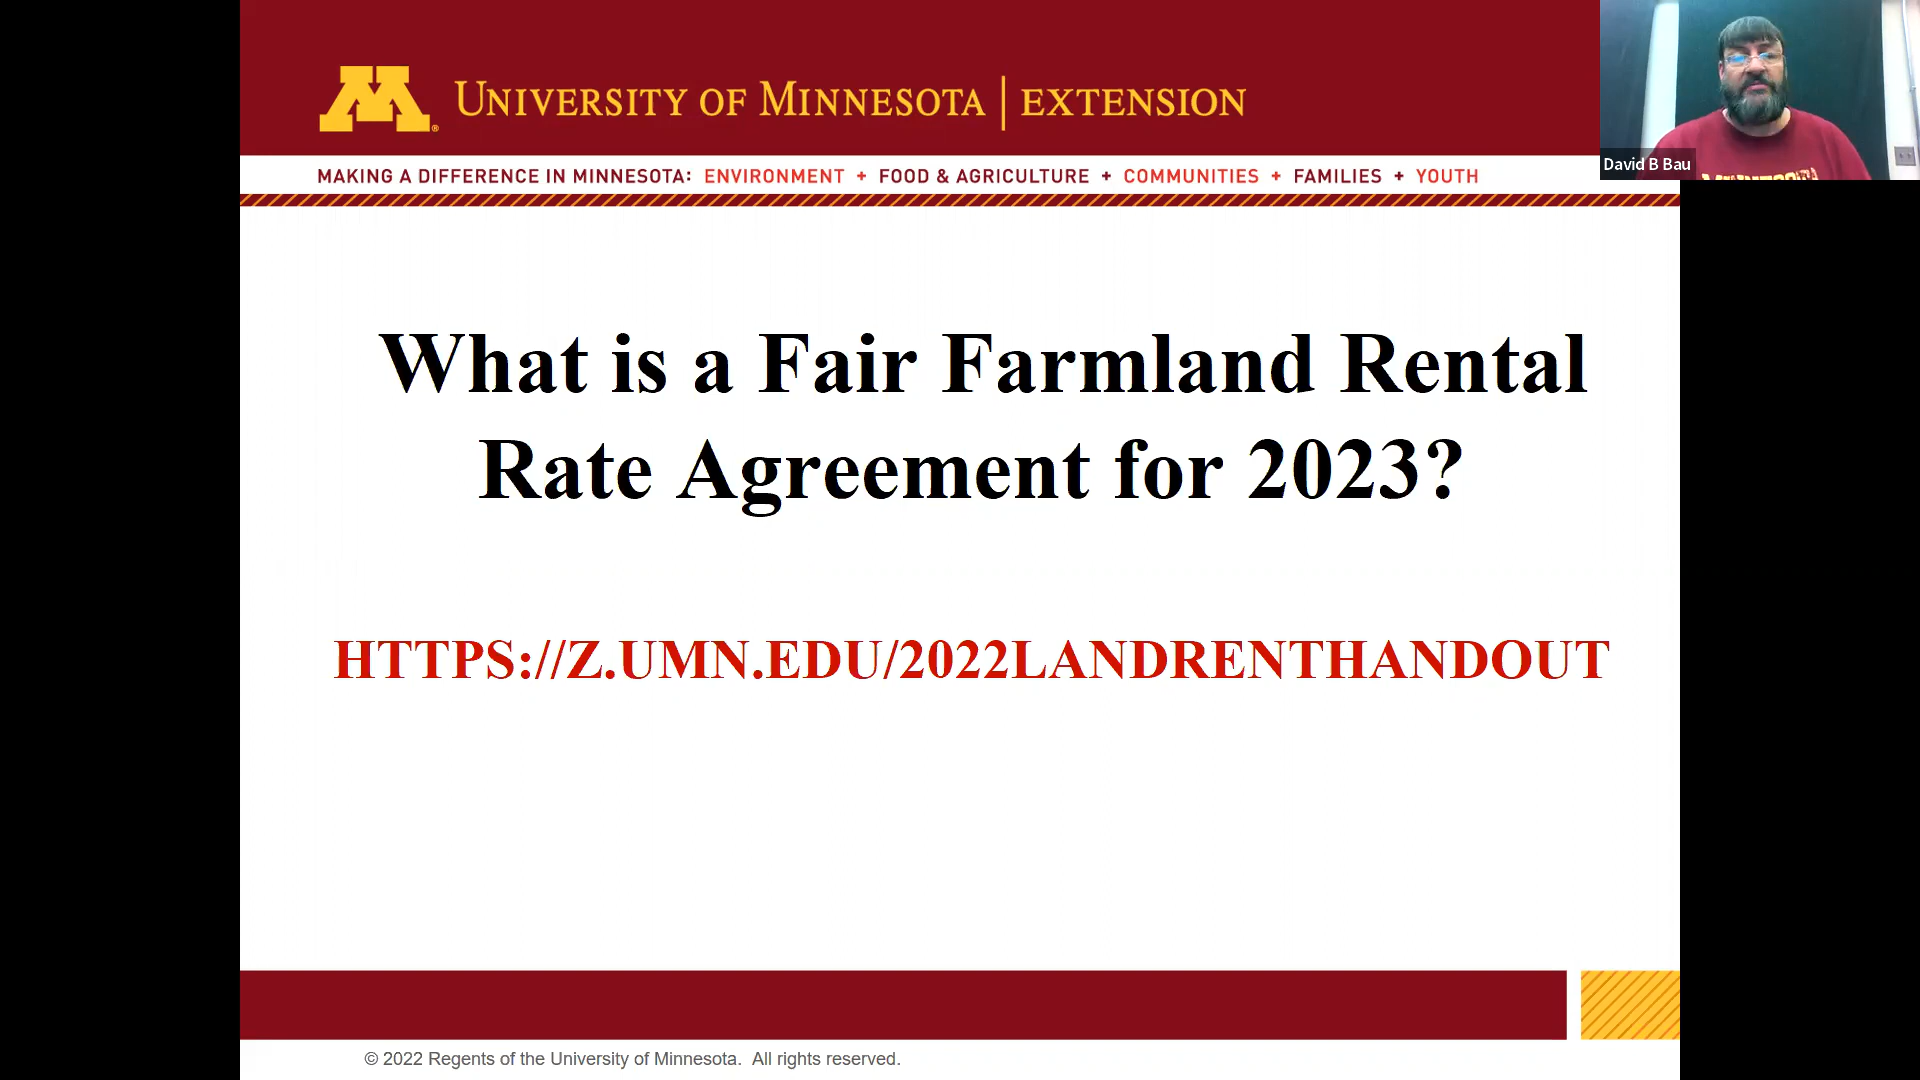 M®
UNIVERSITY OF MINNESOTA | EXTENSION
David B Bau
MINNESOTA
MAKING A DIFFERENCE IN MINNESOTA: ENVIRONMENT + FOOD & AGRICULTURE + COMMUNITIES + FAMILIES + YOUTH
What is a Fair Farmland Rental
Rate Agreement for 2023?
HTTPS://Z.UMN.EDU/2022LANDRENTHANDOUT
© 2022 Regents of the University of Minnesota. All rights reserved.